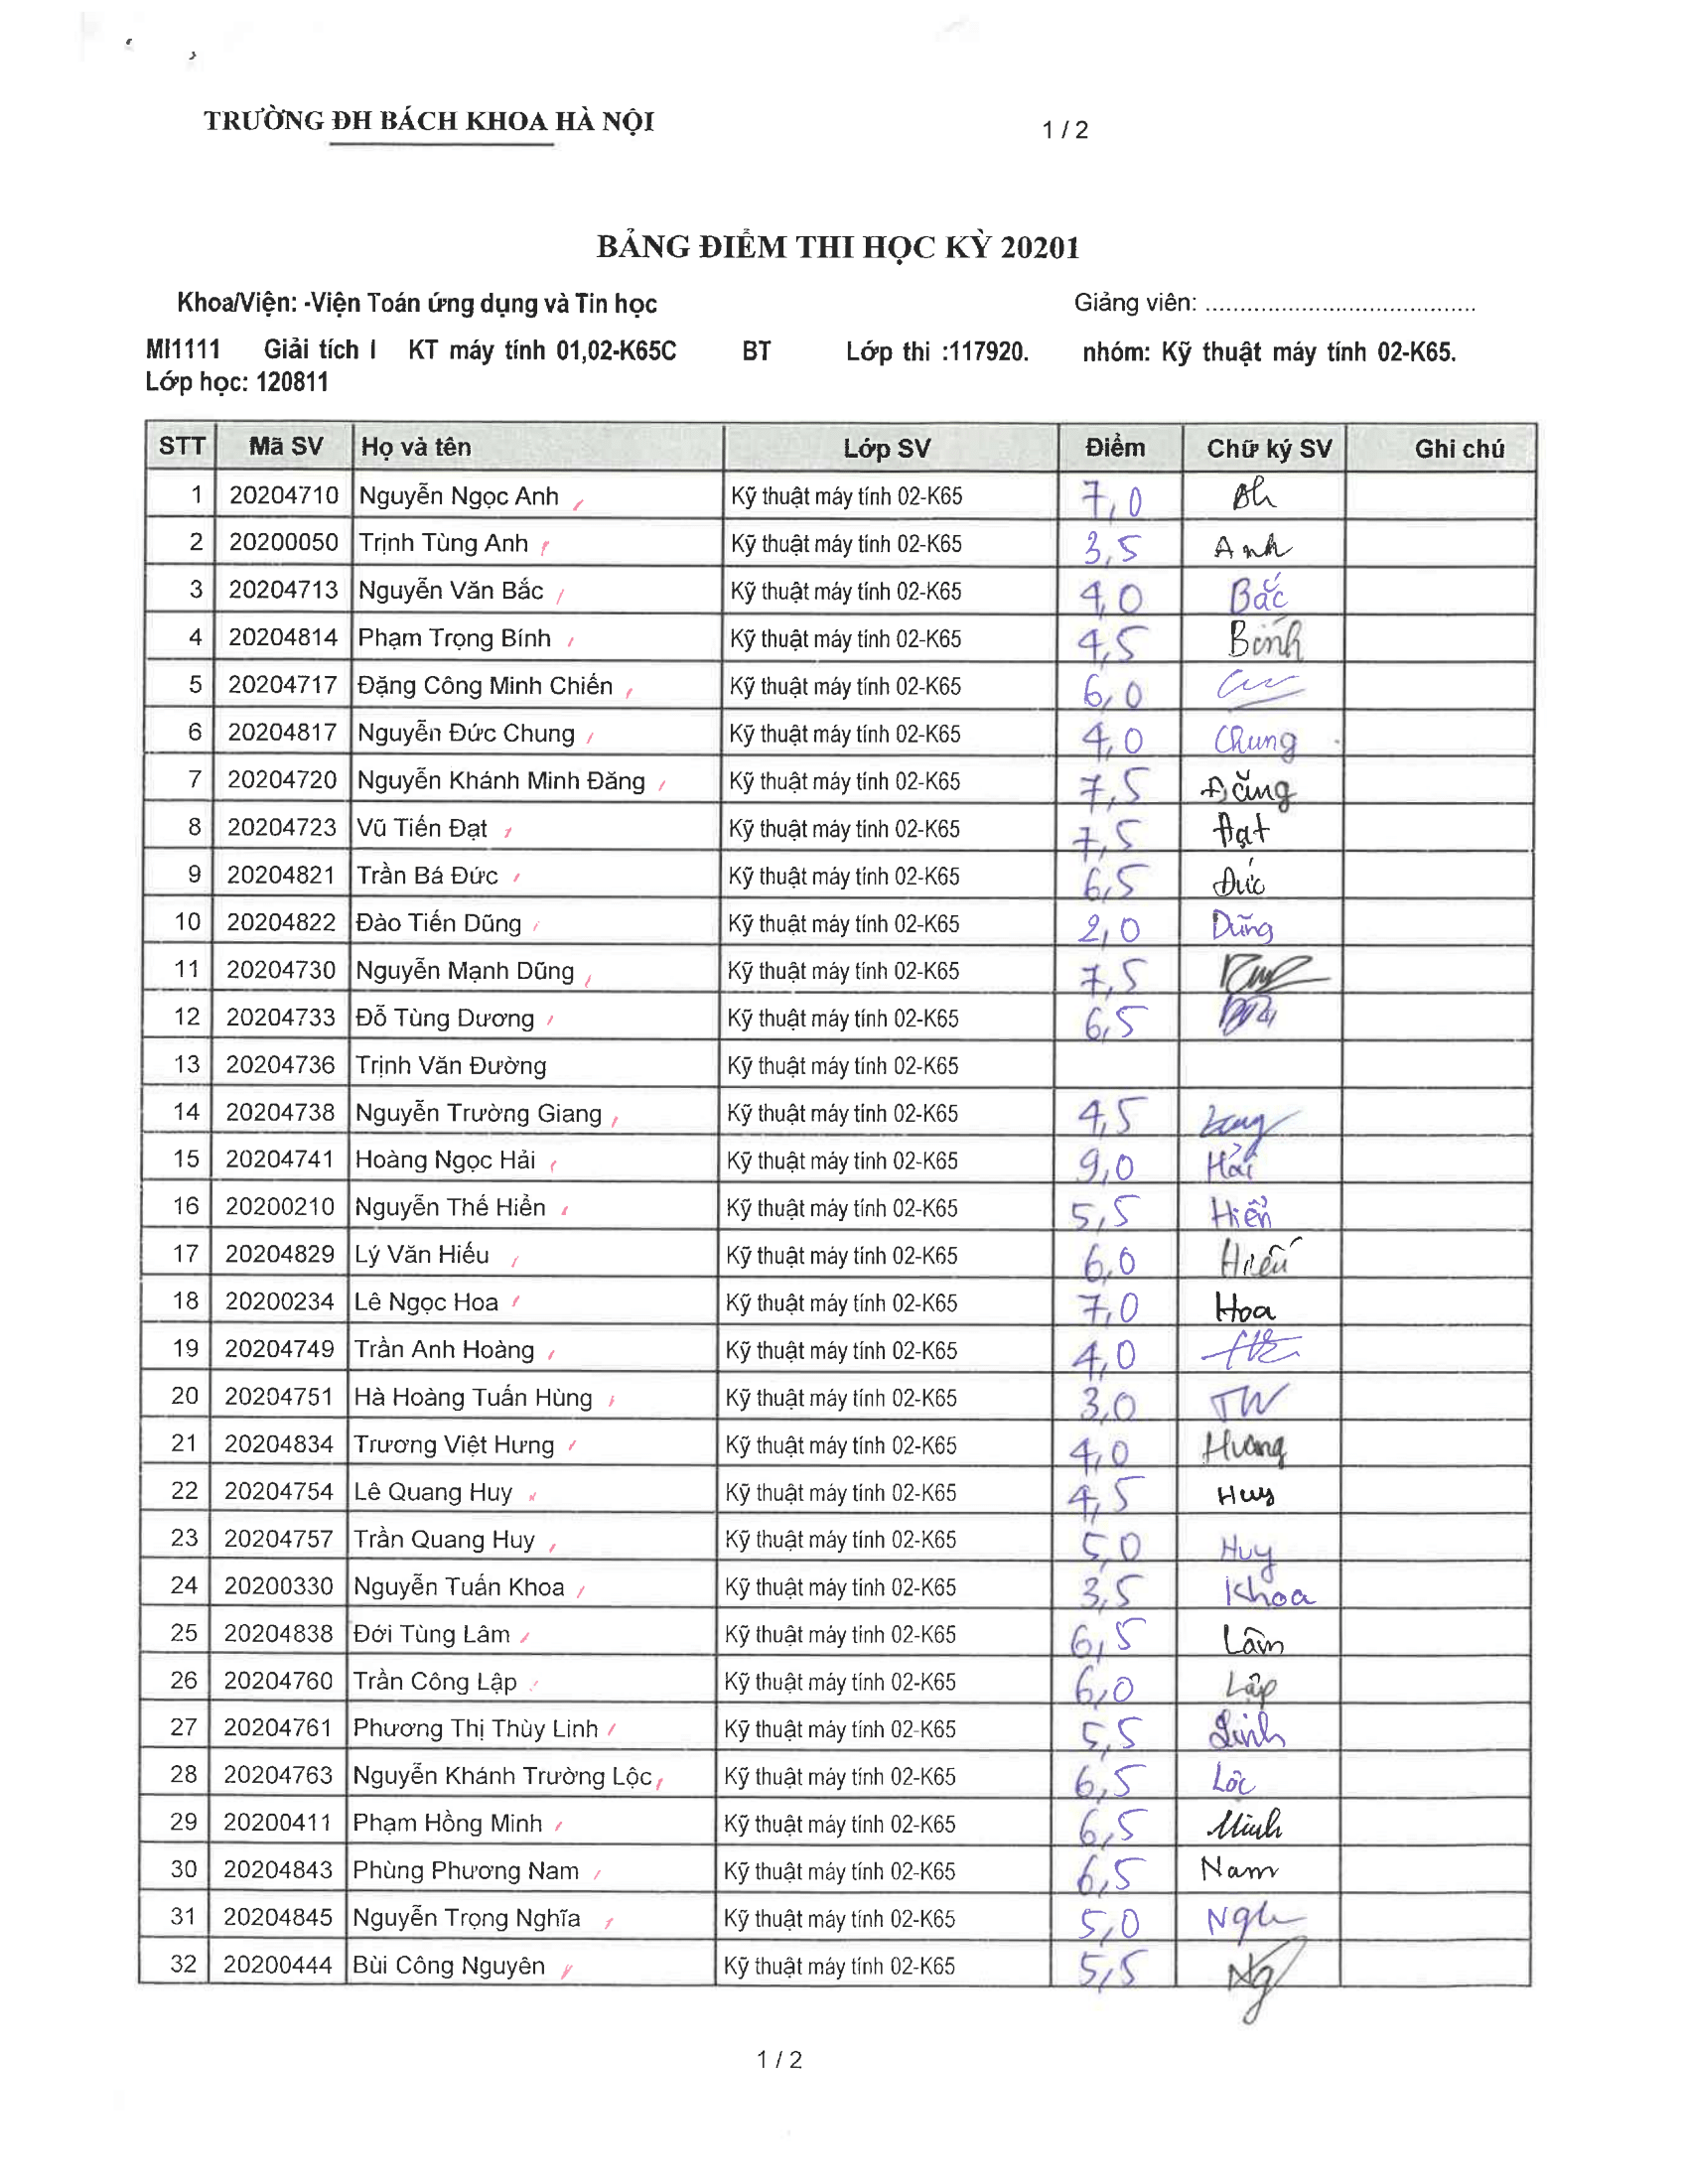 TRƯỜNG ĐH BÁCH KHOA HÀ NỘI 1 / 2
BẢNG ĐIỂM THI HỌC KỲ 20201
Khoa/Viện: -Viện Toán ứng dụng và Tin học Giảng viên: ........................................
MI1111 Giải tích I KT máy tính 01,02-K65C BT Lớp thi :117920. nhóm: Kỹ thuật máy tính 02-K65.
Lớp học: 120811
STT Mã SV Họ và tên Lớp SV Điểm Chữ ký SV Ghi chú
1 20204710 Nguyễn Ngọc Anh Kỹ thuật máy tính 02-K65 7,0
2 20200050 Trịnh Tùng Anh Kỹ thuật máy tính 02-K65 3,5 Anh
3 20204713 Nguyễn Văn Bắc Kỹ thuật máy tính 02-K65 4,0 Bắc
4 20204814 Phạm Trọng Bính Kỹ thuật máy tính 02-K65 4,5 Bính
5 20204717 Đặng Công Minh Chiến Kỹ thuật máy tính 02-K65 6,0
6 20204817 Nguyễn Đức Chung Kỹ thuật máy tính 02-K65 4,0 Chung
7 20204720 Nguyễn Khánh Minh Đăng Kỹ thuật máy tính 02-K65 7,5 Đăng
8 20204723 Vũ Tiến Đạt Kỹ thuật máy tính 02-K65 7,5 Đạt
9 20204821 Trần Bá Đức Kỹ thuật máy tính 02-K65 6,5 Đức
10 20204822 Đào Tiến Dũng Kỹ thuật máy tính 02-K65 2,0 Dũng
11 20204730 Nguyễn Mạnh Dũng Kỹ thuật máy tính 02-K65 7,5
12 20204733 Đỗ Tùng Dương Kỹ thuật máy tính 02-K65 6,5
13 20204736 Trịnh Văn Đường Kỹ thuật máy tính 02-K65
14 20204738 Nguyễn Trường Giang Kỹ thuật máy tính 02-K65 4,5
15 20204741 Hoàng Ngọc Hải Kỹ thuật máy tính 02-K65 9,0 Hải
16 20200210 Nguyễn Thế Hiển Kỹ thuật máy tính 02-K65 5,5 Hiển
17 20204829 Lý Văn Hiếu Kỹ thuật máy tính 02-K65 6,0 Hiếu
18 20200234 Lê Ngọc Hoa Kỹ thuật máy tính 02-K65 7,0 Hoa
19 20204749 Trần Anh Hoàng Kỹ thuật máy tính 02-K65 4,0
20 20204751 Hà Hoàng Tuấn Hùng Kỹ thuật máy tính 02-K65 3,0
21 20204834 Trương Việt Hưng Kỹ thuật máy tính 02-K65 4,0 Hưng
22 20204754 Lê Quang Huy Kỹ thuật máy tính 02-K65 4,5 Huy
23 20204757 Trần Quang Huy Kỹ thuật máy tính 02-K65 5,0 Huy
24 20200330 Nguyễn Tuấn Khoa Kỹ thuật máy tính 02-K65 3,5 Khoa
25 20204838 Đới Tùng Lâm Kỹ thuật máy tính 02-K65 6,5 Lâm
26 20204760 Trần Công Lập Kỹ thuật máy tính 02-K65 6,0 Lập
27 20204761 Phương Thị Thùy Linh Kỹ thuật máy tính 02-K65 5,5 Linh
28 20204763 Nguyễn Khánh Trường Lộc Kỹ thuật máy tính 02-K65 6,5 Lộc
29 20200411 Phạm Hồng Minh Kỹ thuật máy tính 02-K65 6,5 Minh
30 20204843 Phùng Phương Nam Kỹ thuật máy tính 02-K65 6,5 Nam
31 20204845 Nguyễn Trọng Nghĩa Kỹ thuật máy tính 02-K65 5,0
32 20200444 Bùi Công Nguyên Kỹ thuật máy tính 02-K65 5,5
1 / 2